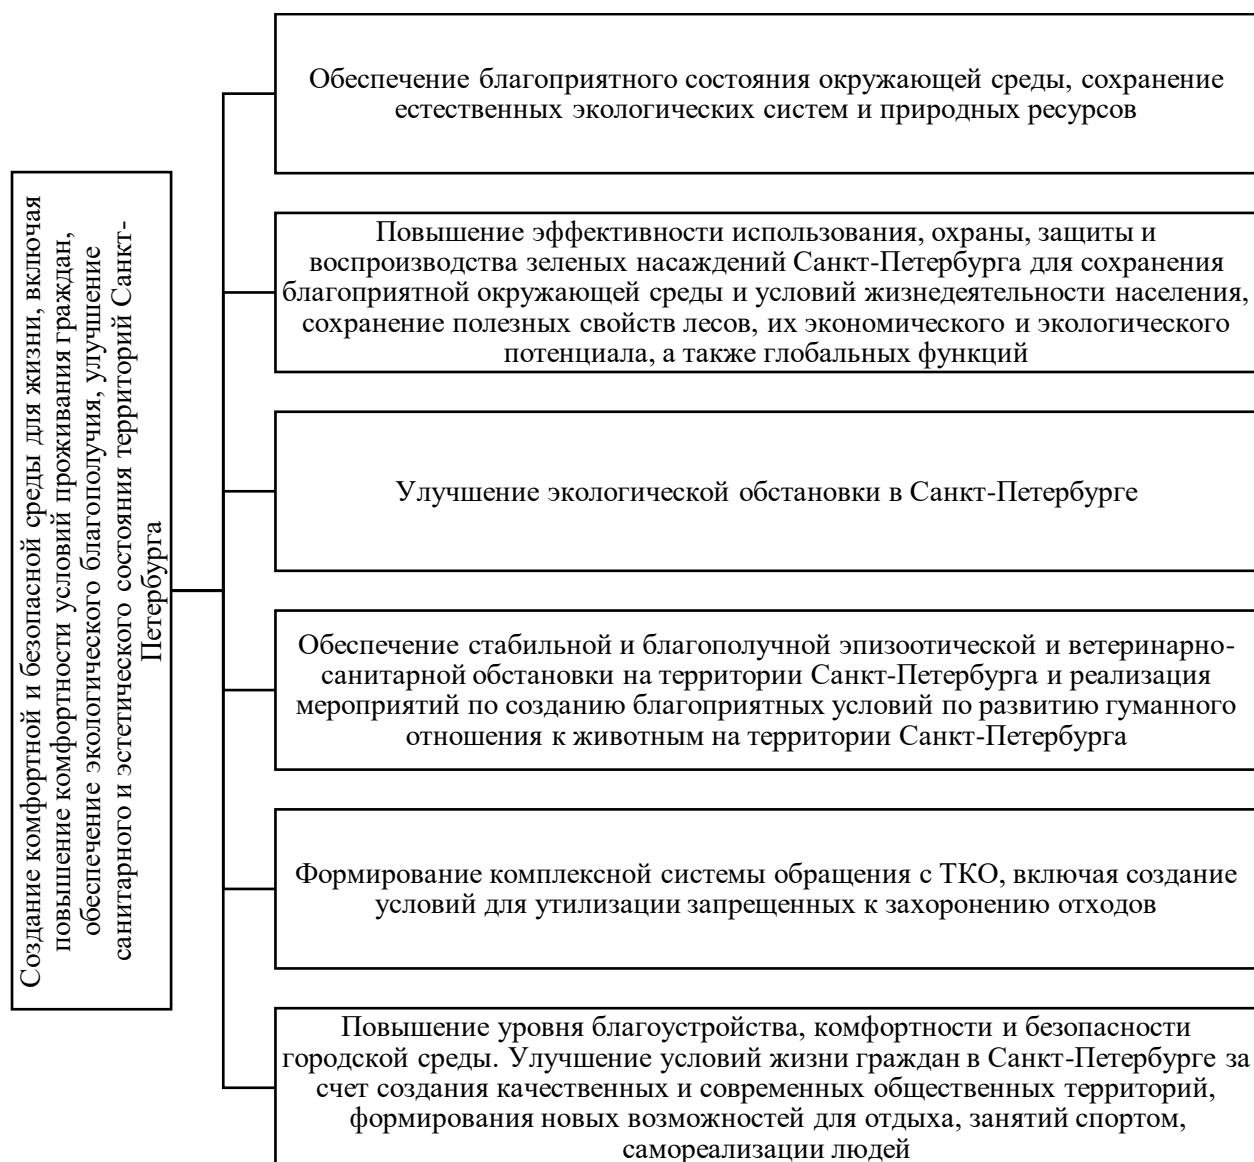 Создание комфортной и безопасной среды для жизни, включая
повышение комфортности условий проживания граждан,
обеспечение экологического благополучия, улучшение
санитарного и эстетического состояния территорий Санкт-
Петербурга
Обеспечение благоприятного состояния окружающей среды, сохранение
естественных экологических систем и природных ресурсов
Повышение эффективности использования, охраны, защиты и
воспроизводства зеленых насаждений Санкт-Петербурга для сохранения
благоприятной окружающей среды и условий жизнедеятельности населения,
сохранение полезных свойств лесов, их экономического и экологического
потенциала, а также глобальных функций
Улучшение экологической обстановки в Санкт-Петербурге
Обеспечение стабильной и благополучной эпизоотической и ветеринарно-
санитарной обстановки на территории Санкт-Петербурга и реализация
мероприятий по созданию благоприятных условий по развитию гуманного
отношения к животным на территории Санкт-Петербурга
Формирование комплексной системы обращения с ТКО, включая создание
условий для утилизации запрещенных к захоронению отходов
Повышение уровня благоустройства, комфортности и безопасности
городской среды. Улучшение условий жизни граждан в Санкт-Петербурге за
счет создания качественных и современных общественных территорий,
формирования новых возможностей для отдыха, занятий спортом,
самореализации людей